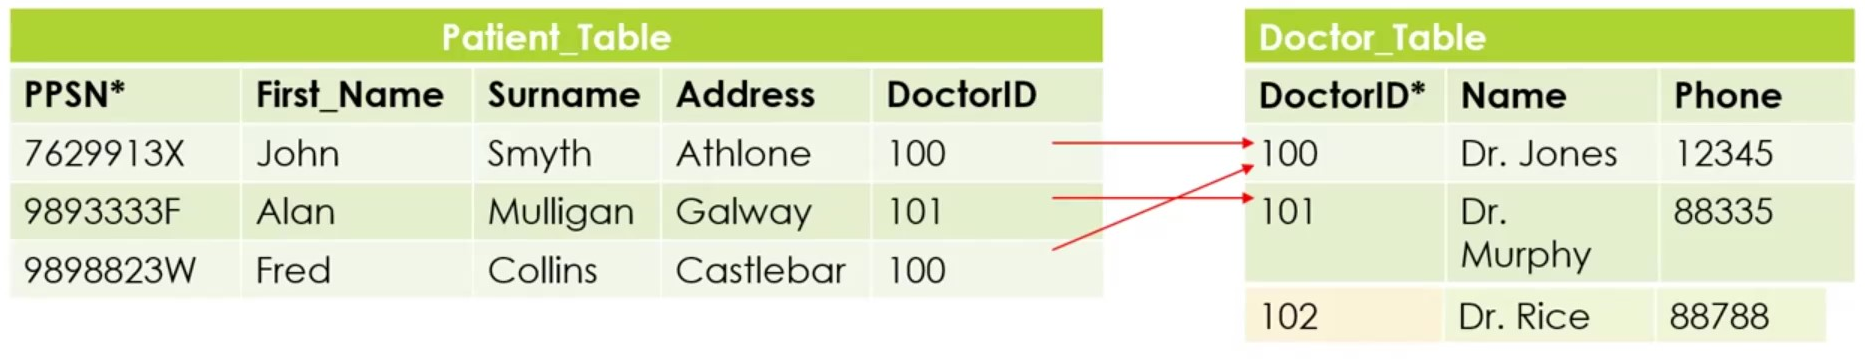 Patient_Table
PPSN* First_Name Surname Address DoctorID
7629913X John Smyth Athlone 100
9893333F Alan Mulligan Galway 101
9898823W Fred Collins Castlebar 100
Doctor_Table
DoctorID* Name Phone
100 Dr. Jones 12345
101 Dr. 88335
Murphy
102 Dr. Rice 88788